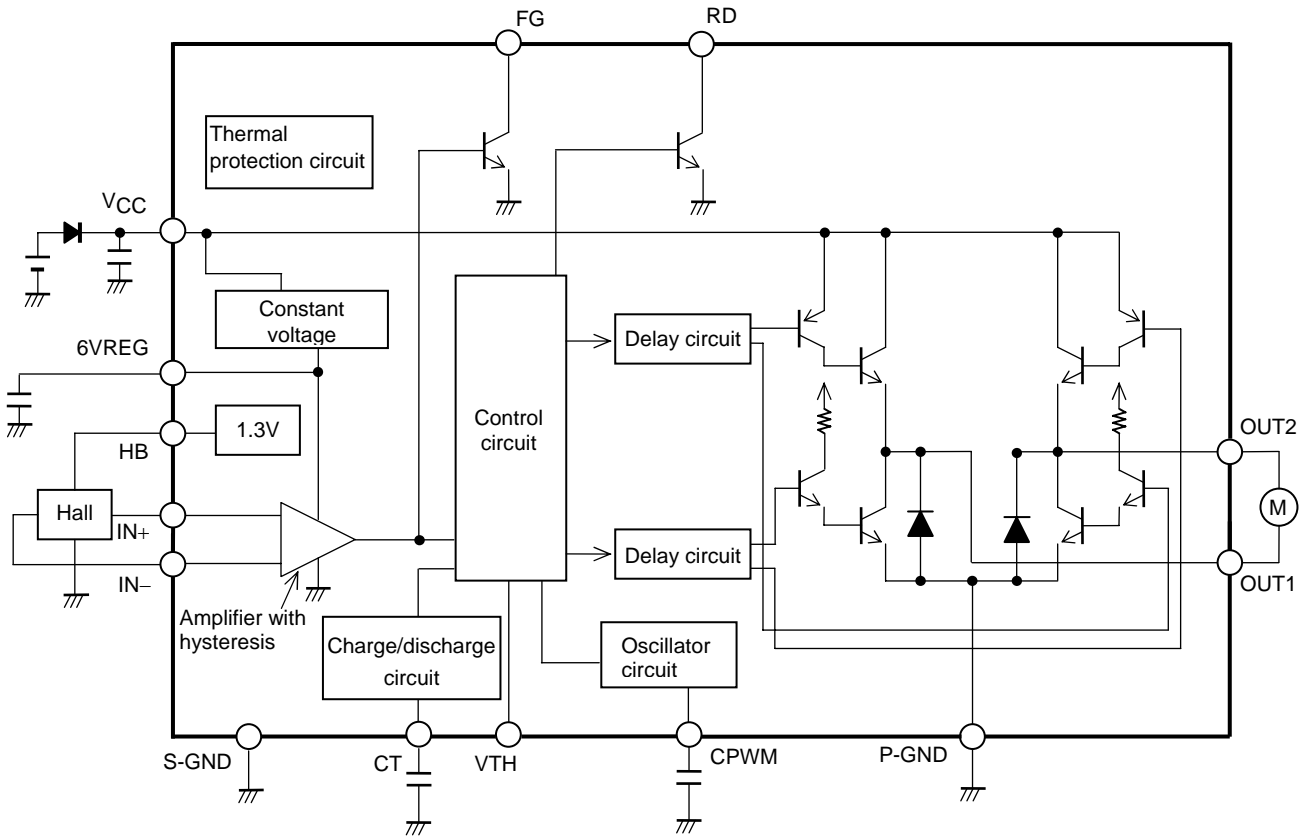 FG
RD
Thermal
protection circuit
VCC
Constant
voltage
6VREG
1.3V
HB
Hall
IN+
IN−
Amplifier with
hysteresis
Control
circuit
Delay circuit
Delay circuit
Charge/discharge
circuit
Oscillator
circuit
OUT2
M
OUT1
S-GND
CT
VTH
CPWM
P-GND